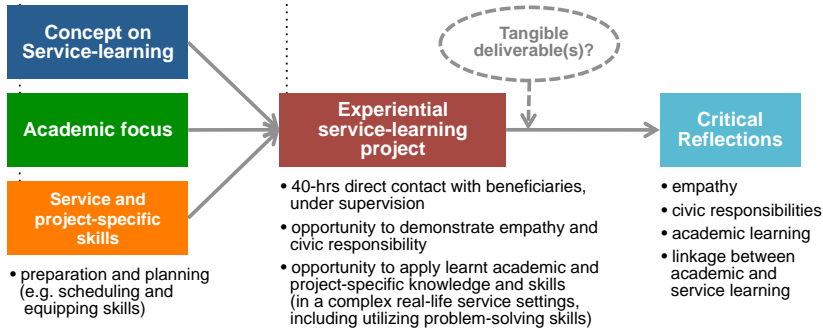 Concept on
Service-learning
Academic focus
Service and
project-specific
skills
• preparation and planning
(e.g. scheduling and
equipping skills)
Experiential
service-learning
project
• 40-hrs direct contact with beneficiaries,
under supervision
• opportunity to demonstrate empathy and
civic responsibility
• opportunity to apply learnt academic and
project-specific knowledge and skills
(in a complex real-life service settings,
including utilizing problem-solving skills)
Tangible
deliverable(s)?
Critical
Reflections
• empathy
• civic responsibilities
• academic learning
• linkage between
academic and
service learning